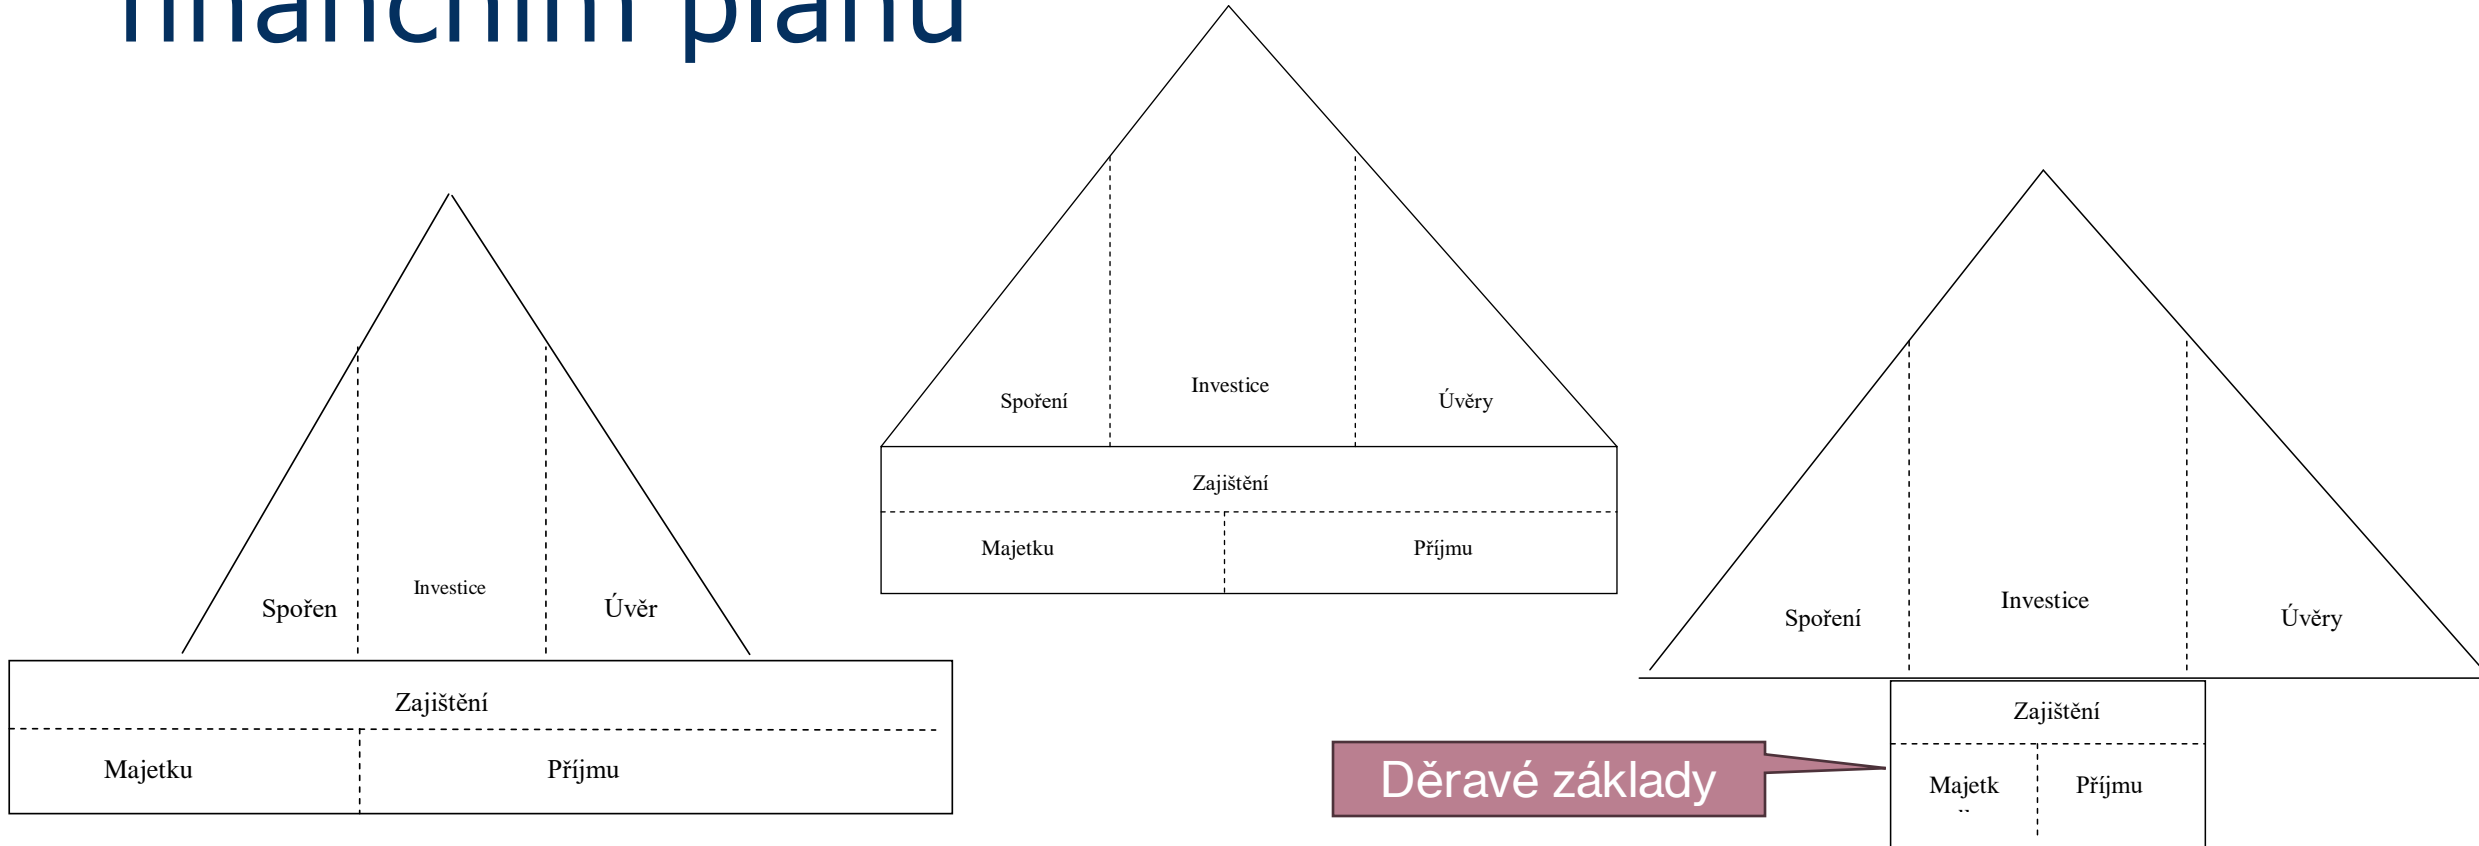 finančním plánu
Spořen
Investice
Úvěr
Zajištění
Majetku
Příjmu
Spoření
Investice
Úvěry
Zajištění
Majetku
Příjmu
Spoření
Investice
Úvěry
Zajištění
Majetk
Příjmu
Děravé základy